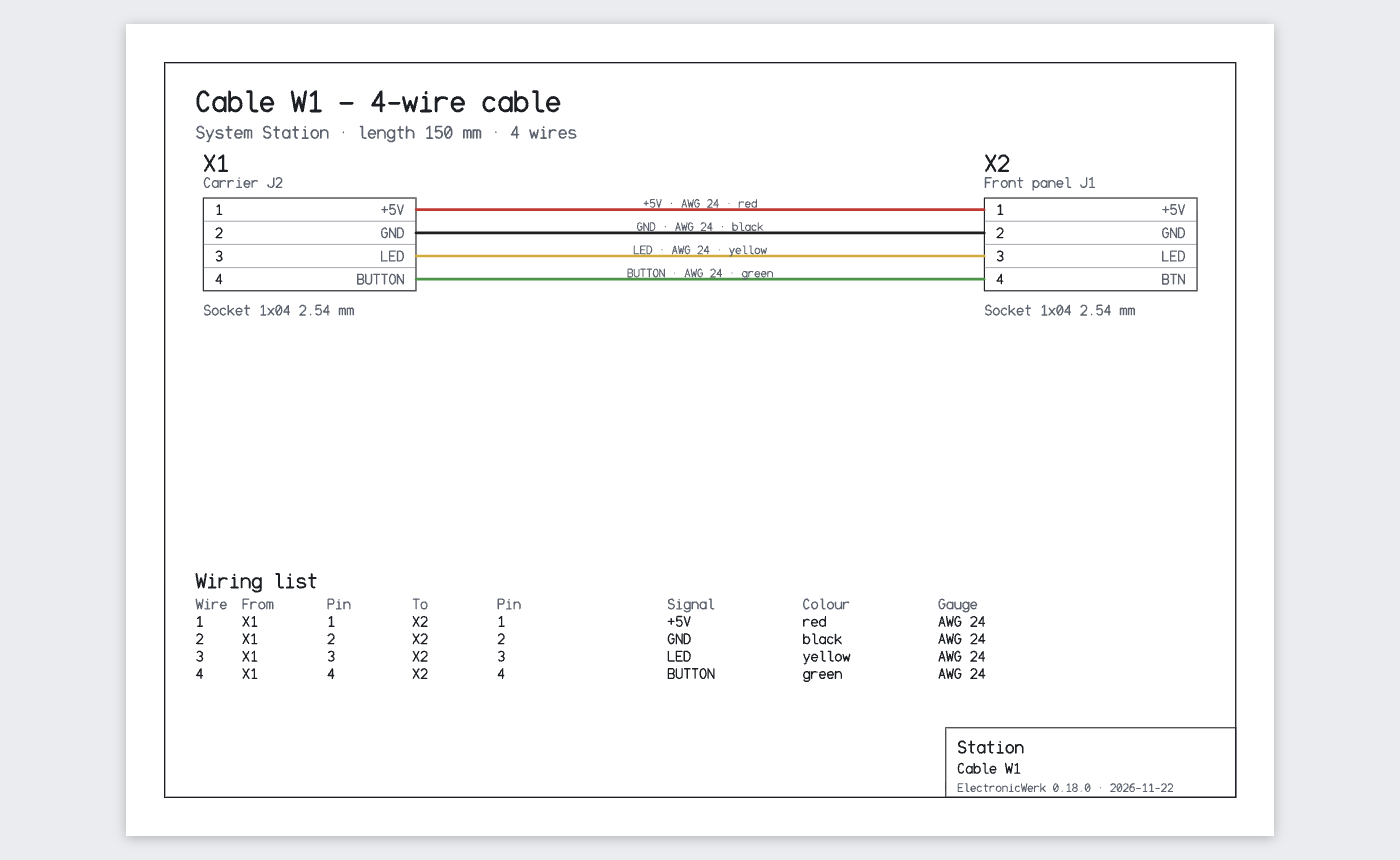 Cable W1 – 4-wire cable
System Station · length 150 mm · 4 wires
X1 X2
Carrier J2 Front panel J1
1 +5V +5V · AWG 24 · red 1 +5V
2 GND GND · AWG 24 · black 2 GND
3 LED LED · AWG 24 · yellow 3 LED
4 BUTTON BUTTON · AWG 24 · green 4 BTN
Socket 1x04 2.54 mm Socket 1x04 2.54 mm
Wiring list
Wire From Pin To Pin Signal Colour Gauge
1 X1 1 X2 1 +5V red AWG 24
2 X1 2 X2 2 GND black AWG 24
3 X1 3 X2 3 LED yellow AWG 24
4 X1 4 X2 4 BUTTON green AWG 24
Station
Cable W1
ElectronicWerk 0.18.0 · 2026-11-22